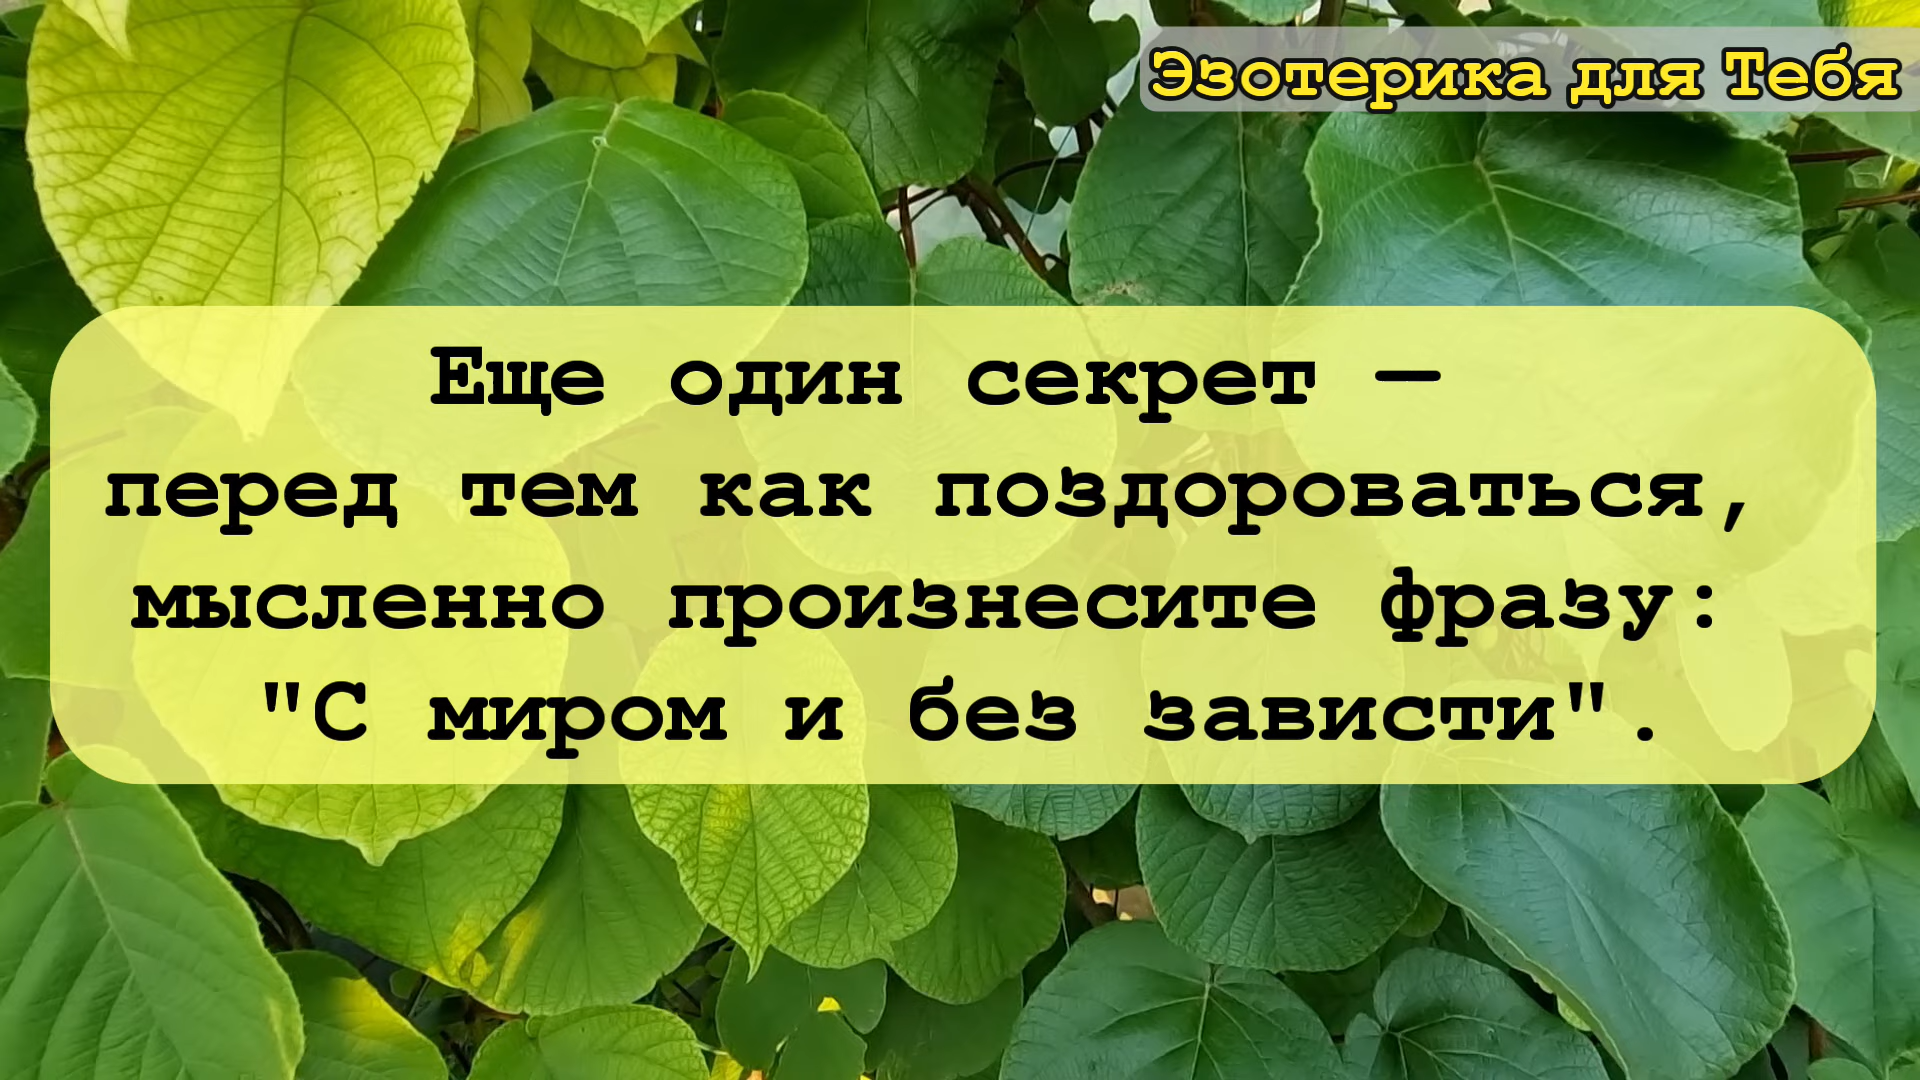 Эзотерика для Тебя
Еще один секрет —
перед тем как поздороваться,
мысленно произнесите фразу:
"С миром и без зависти".